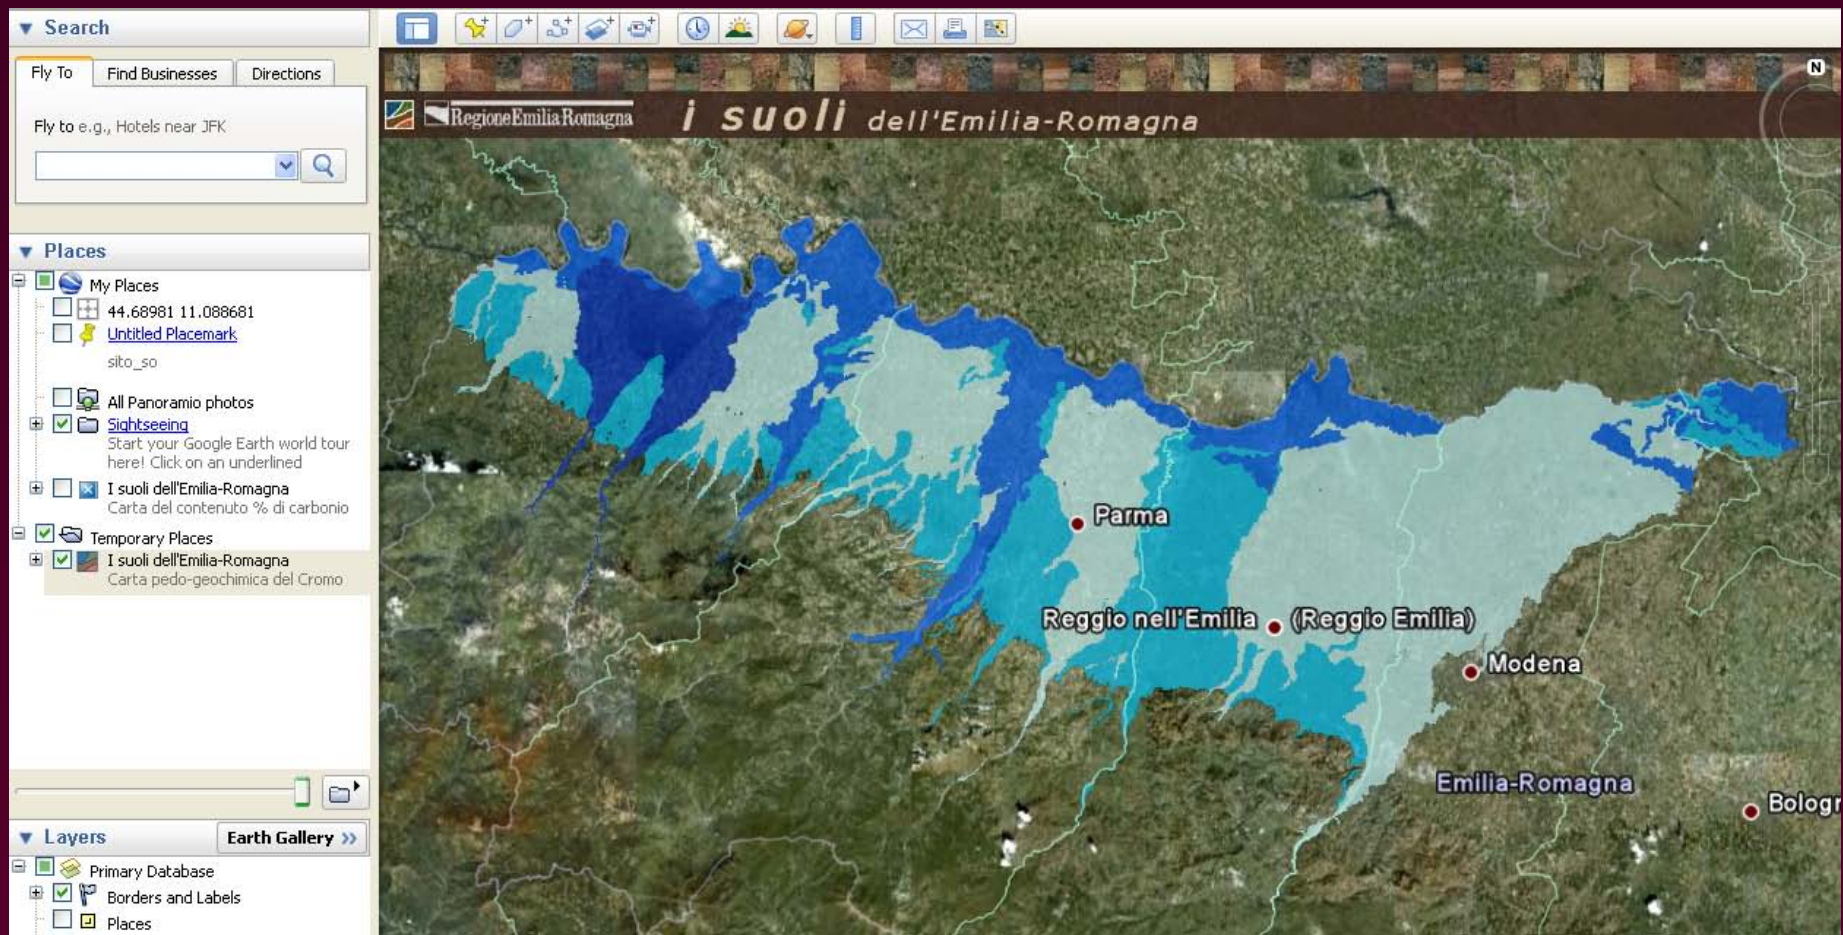 Search
Fly To
Find Businesses
Directions
Fly to e.g., Hotels near JFK
Places
My Places
44.68981 11.088681
Untitled Placemark
sito_so
All Panoramio photos
Sightseeing
Start your Google Earth world tour
here! Click on an underlined
I suoli dell'Emilia-Romagna
Carta del contenuto % di carbonio
Temporary Places
I suoli dell'Emilia-Romagna
Carta pedo-geochimica del Cromo
Layers
Earth Gallery >>
Primary Database
Borders and Labels
Places
RegioneEmiliaRomagna
i suoli dell'Emilia-Romagna
N
Parma
Reggio nell'Emilia (Reggio Emilia)
Modena
Emilia-Romagna
Bologn